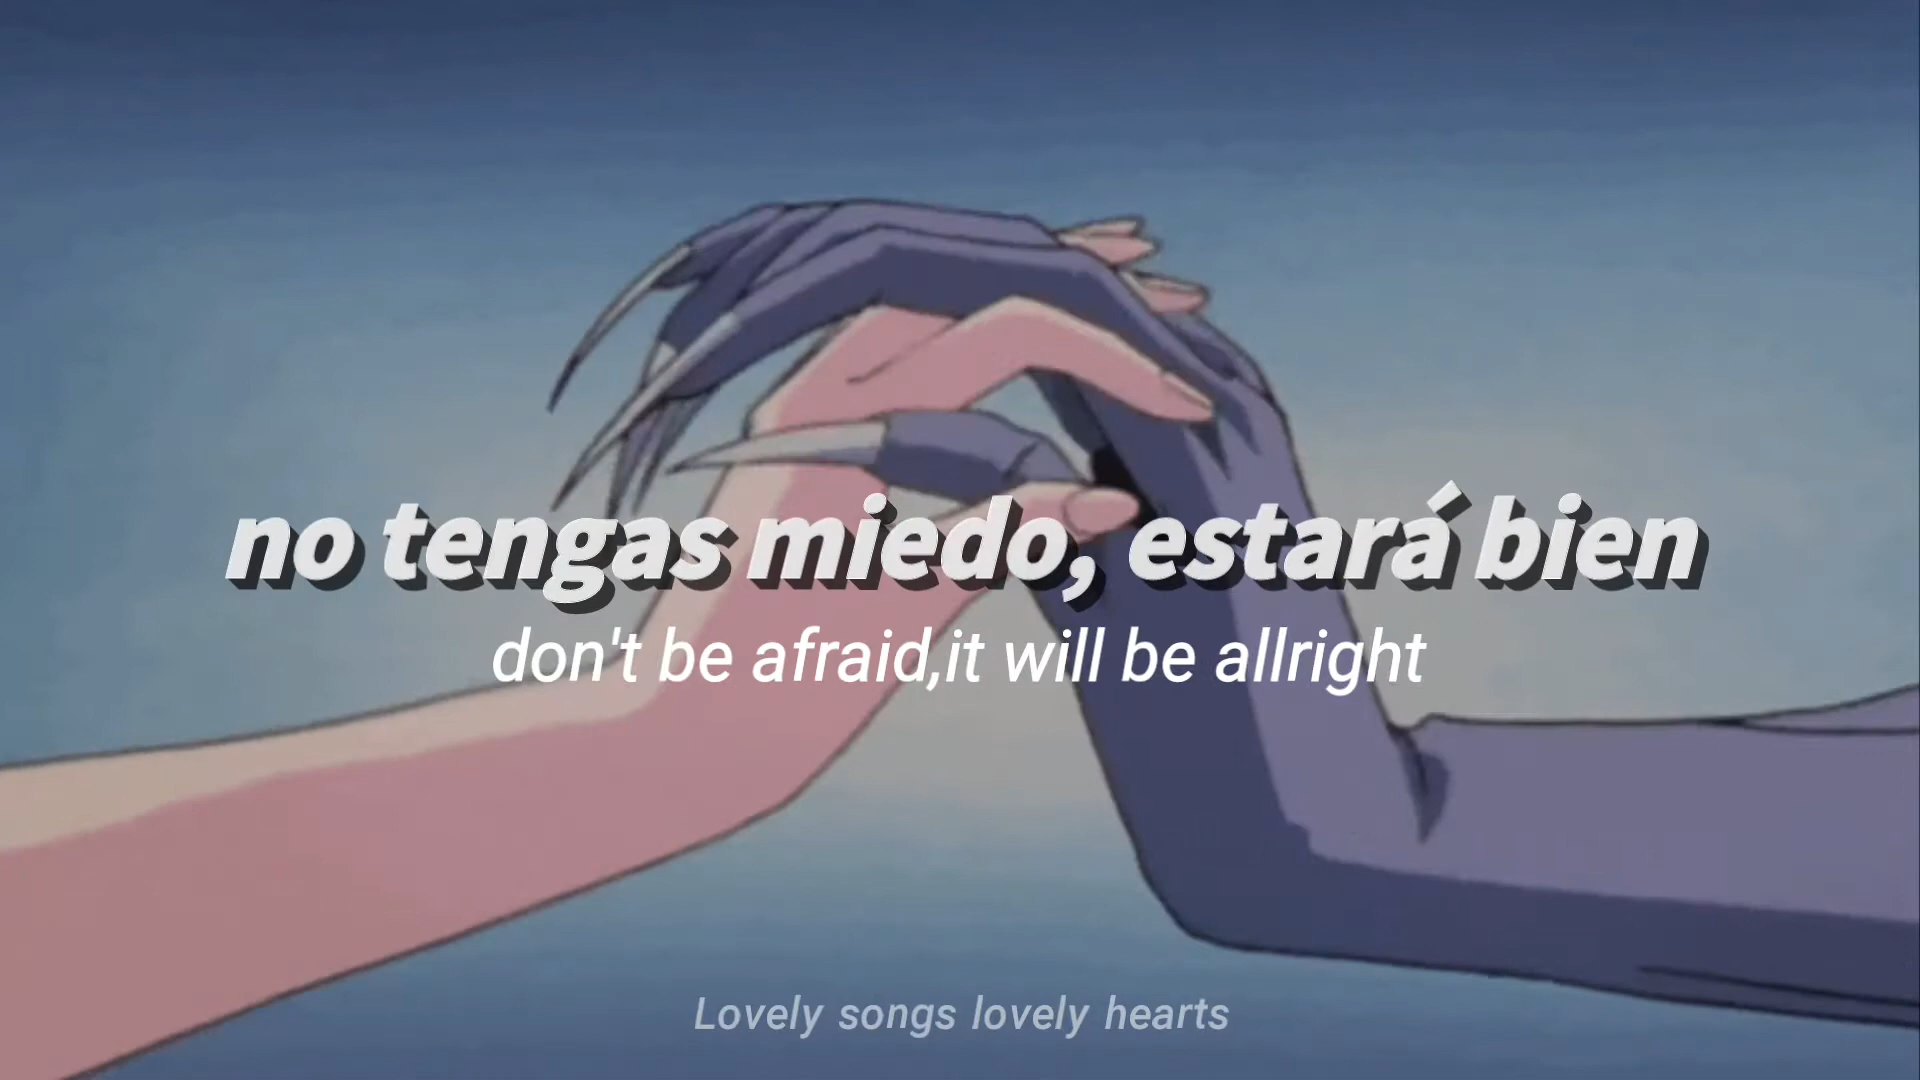 no tengas miedo, estará bien
don't be afraid,it will be allright
Lovely songs lovely hearts